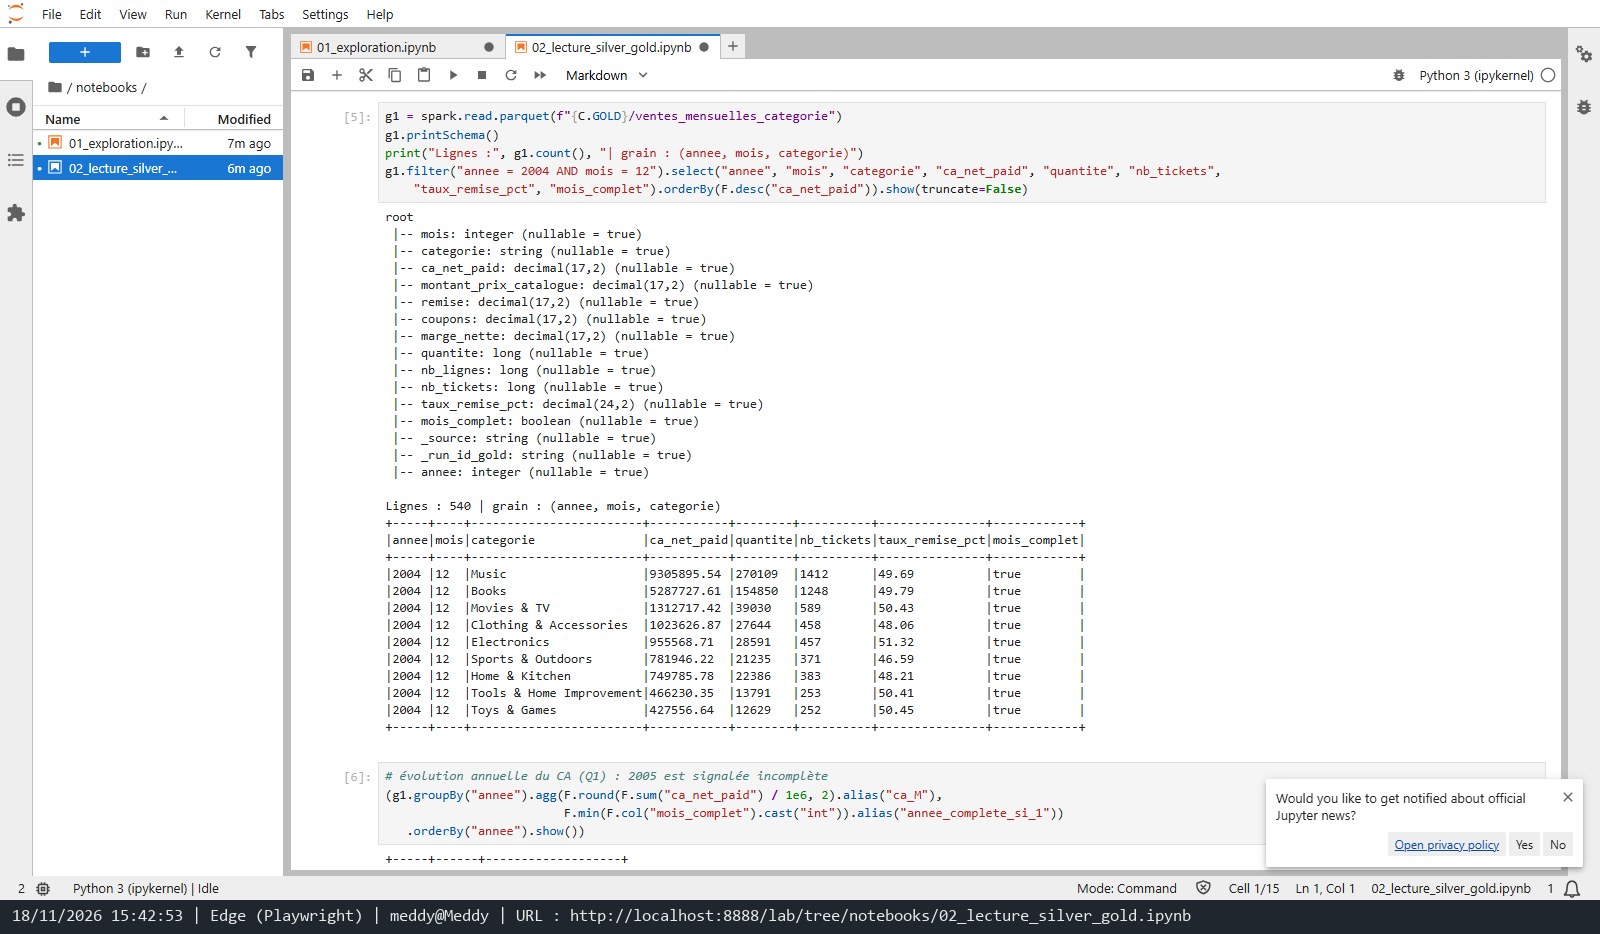 File Edit View Run Kernel Tabs Settings Help
+
/ notebooks /
Name Modified
01_exploration.ipy... 7m ago
02_lecture_silver_... 6m ago
01_exploration.ipynb
02_lecture_silver_gold.ipynb
+
Markdown
Python 3 (ipykernel)
[5]:
g1 = spark.read.parquet(f"{C.GOLD}/ventes_mensuelles_categorie")
g1.printSchema()
print("Lignes :", g1.count(), "| grain : (annee, mois, categorie)")
g1.filter("annee = 2004 AND mois = 12").select("annee", "mois", "categorie", "ca_net_paid", "quantite", "nb_tickets",
    "taux_remise_pct", "mois_complet").orderBy(F.desc("ca_net_paid")).show(truncate=False)
root
 |-- mois: integer (nullable = true)
 |-- categorie: string (nullable = true)
 |-- ca_net_paid: decimal(17,2) (nullable = true)
 |-- montant_prix_catalogue: decimal(17,2) (nullable = true)
 |-- remise: decimal(17,2) (nullable = true)
 |-- coupons: decimal(17,2) (nullable = true)
 |-- marge_nette: decimal(17,2) (nullable = true)
 |-- quantite: long (nullable = true)
 |-- nb_lignes: long (nullable = true)
 |-- nb_tickets: long (nullable = true)
 |-- taux_remise_pct: decimal(24,2) (nullable = true)
 |-- mois_complet: boolean (nullable = true)
 |-- _source: string (nullable = true)
 |-- _run_id_gold: string (nullable = true)
 |-- annee: integer (nullable = true)
Lignes : 540 | grain : (annee, mois, categorie)
+-----+----+-----------------------+-----------+--------+----------+---------------+------------+
|annee|mois|categorie              |ca_net_paid|quantite|nb_tickets|taux_remise_pct|mois_complet|
+-----+----+-----------------------+-----------+--------+----------+---------------+------------+
|2004 |12  |Music                  |9305895.54 |270109  |1412      |49.69          |true        |
|2004 |12  |Books                  |5287727.61 |154850  |1248      |49.79          |true        |
|2004 |12  |Movies & TV            |1312717.42 |39030   |589       |50.43          |true        |
|2004 |12  |Clothing & Accessories |1023626.87 |27644   |458       |48.06          |true        |
|2004 |12  |Electronics            |955568.71  |28591   |457       |51.32          |true        |
|2004 |12  |Sports & Outdoors      |781946.22  |21235   |371       |46.59          |true        |
|2004 |12  |Home & Kitchen         |749785.78  |22386   |383       |48.21          |true        |
|2004 |12  |Tools & Home Improvement|466230.35  |13791   |253       |50.41          |true        |
|2004 |12  |Toys & Games           |427556.64  |12629   |252       |50.45          |true        |
+-----+----+-----------------------+-----------+--------+----------+---------------+------------+
[6]:
# évolution annuelle du CA (Q1) : 2005 est signalée incomplète
(g1.groupBy("annee").agg(F.round(F.sum("ca_net_paid") / 1e6, 2).alias("ca_M"),
                        F.min(F.col("mois_complet").cast("int")).alias("annee_complete_si_1"))
   .orderBy("annee").show())
+-----+------+-------------------+
Would you like to get notified about official
Jupyter news?
Open privacy policy Yes No
2 Python 3 (ipykernel) | Idle Mode: Command Cell 1/15 Ln 1, Col 1 02_lecture_silver_gold.ipynb 1
18/11/2026 15:42:53 | Edge (Playwright) | meddy@Meddy | URL : http://localhost:8888/lab/tree/notebooks/02_lecture_silver_gold.ipynb